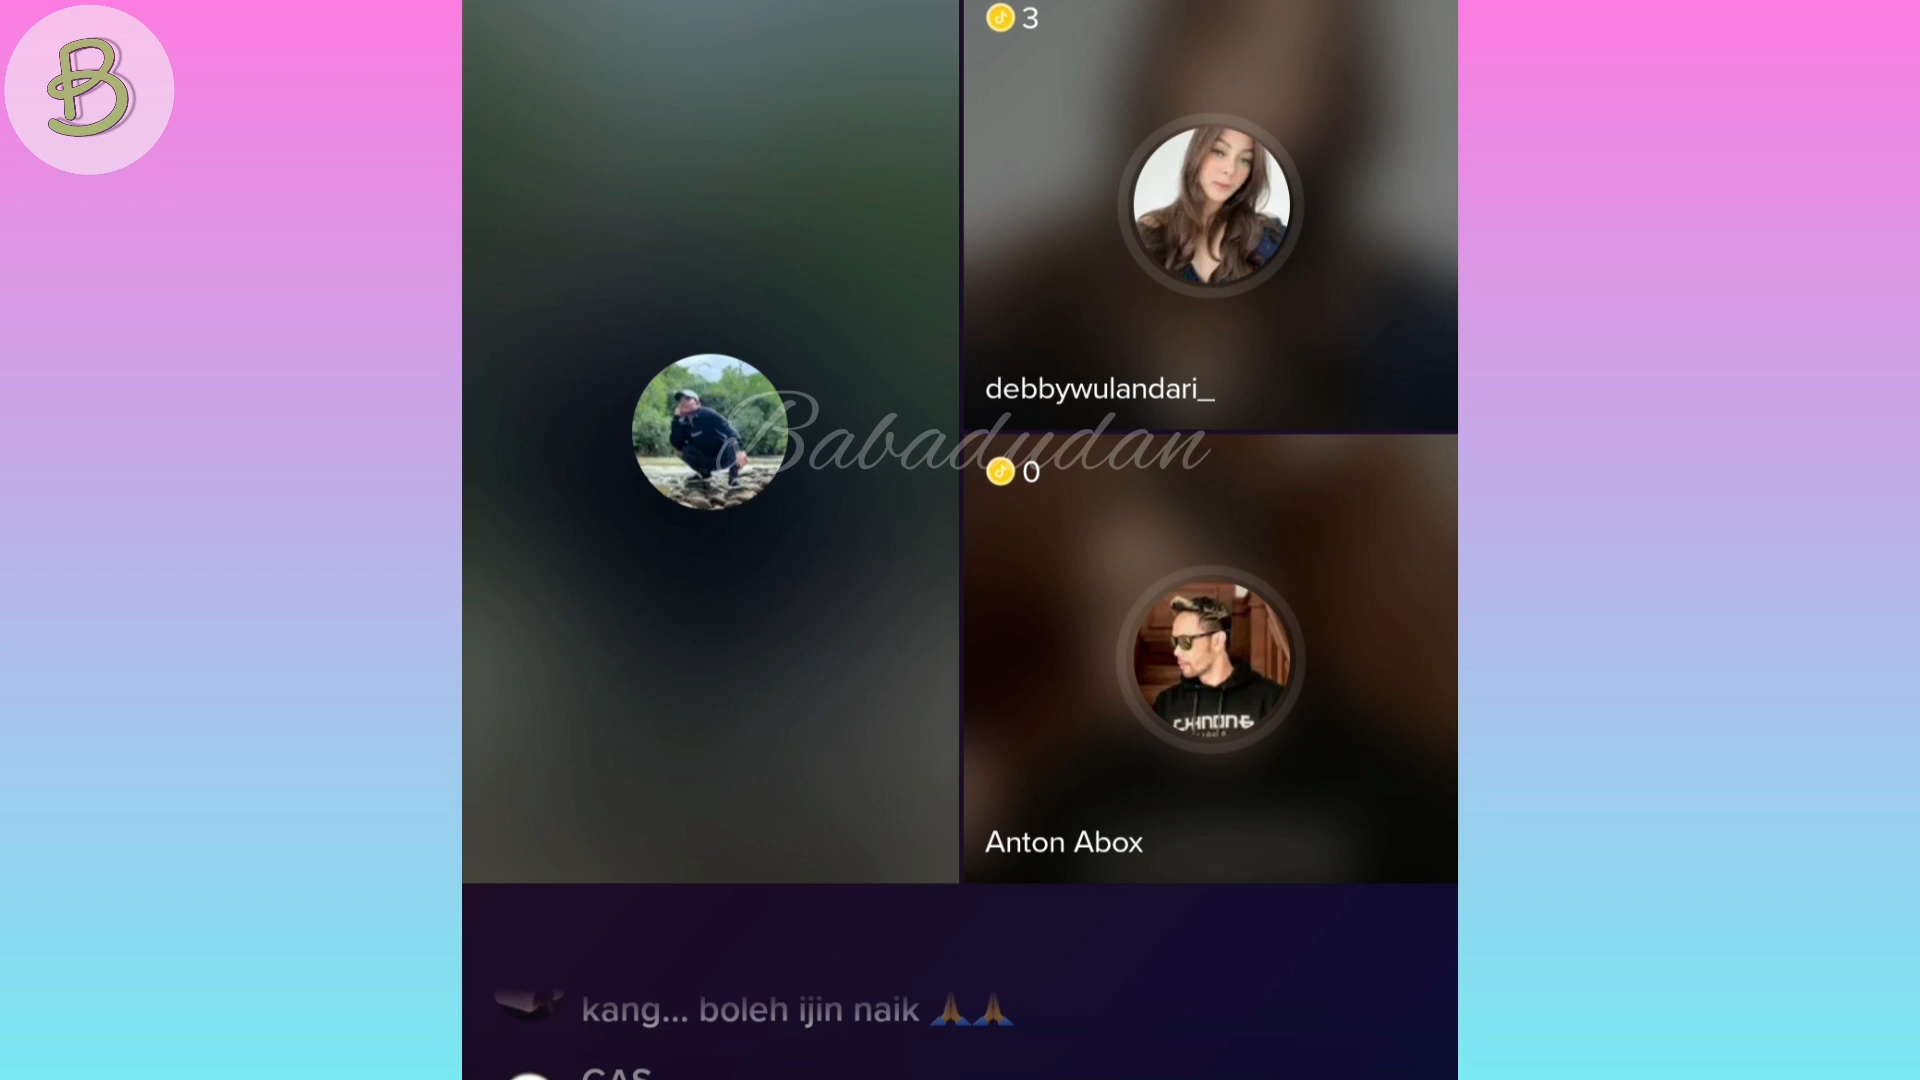 B
3
debbywulandari_
Babadudan
0
Anton Abox
kang... boleh ijin naik 🙏🙏